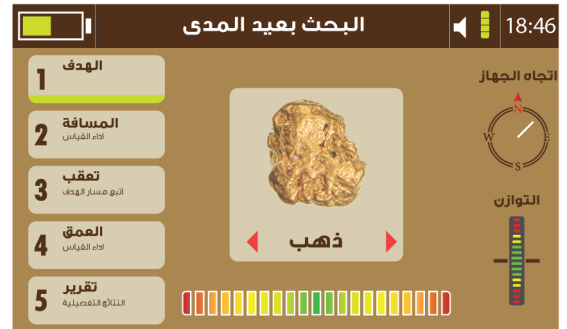 البحث بعيد المدى
18:46
1
الهدف
2
المسافة
اداء القياس
3
تعقب
اتبع مسار الهدف
4
العمق
اداء القياس
5
تقرير
النتائج التفصيلية
ذهب
اتجاه الجهاز
N
W E
S
التوازن